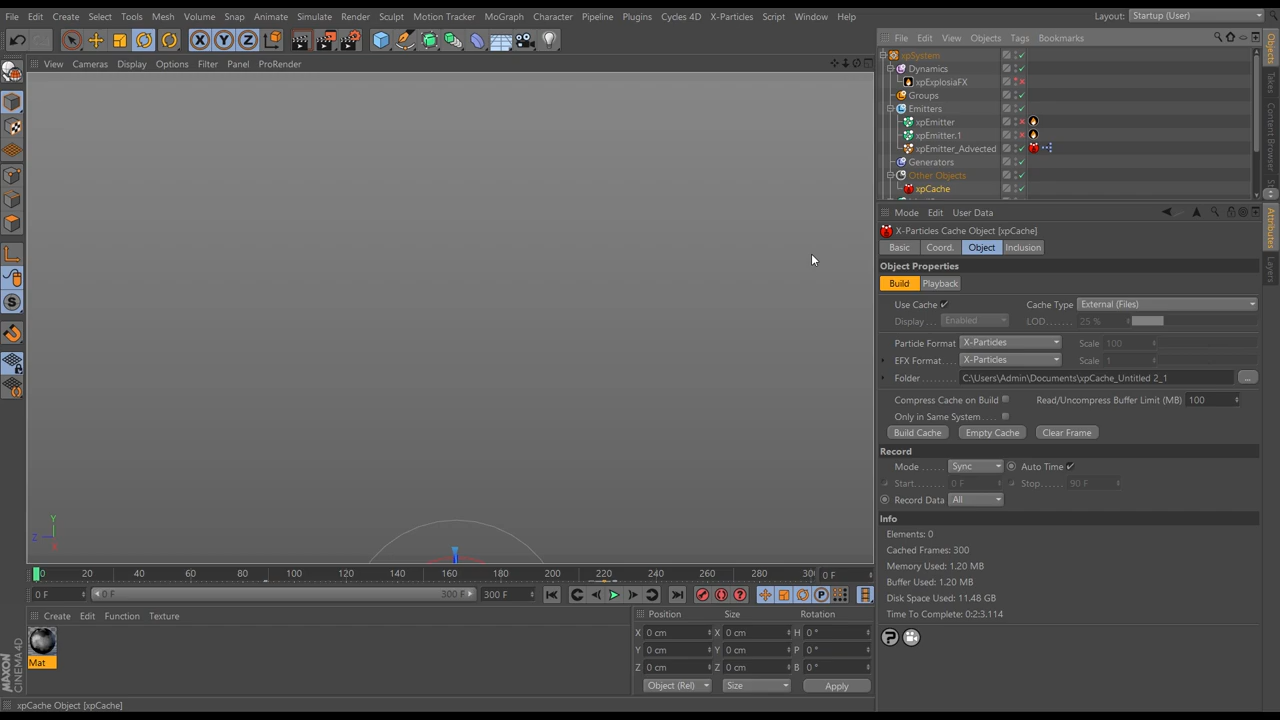 File Edit Create Select Tools Mesh Volume Snap Animate Simulate Render Sculpt Motion Tracker MoGraph Character Pipeline Plugins Cycles 4D X-Particles Script Window Help
Layout: Startup (User)
X Y Z
File Edit View Objects Tags Bookmarks
View Cameras Display Options Filter Panel ProRender
xpSystem
Dynamics
xpExplosiaFX
Groups
Emitters
xpEmitter
xpEmitter.1
xpEmitter_Advected
Generators
Other Objects
xpCache
Objects
Takes
Content Browser
Attributes
Layers
Mode Edit User Data
X-Particles Cache Object [xpCache]
Basic Coord. Object Inclusion
Object Properties
Build Playback
Use Cache Cache Type External (Files)
Display . . . Enabled LOD. . . . . . . 25 %
Particle Format X-Particles Scale 100
EFX Format. . . . X-Particles Scale 1
Folder . . . . . . . . . C:\Users\Admin\Documents\xpCache_Untitled 2_1 ...
Compress Cache on Build Read/Uncompress Buffer Limit (MB) 100
Only in Same System. . . .
Build Cache Empty Cache Clear Frame
Record
Mode . . . . . . Sync Auto Time
Start. . . . . . . 0 F Stop. . . . . 90 F
Record Data All
Info
Elements: 0
Cached Frames: 300
Memory Used: 1.20 MB
Buffer Used: 1.20 MB
Disk Space Used: 11.48 GB
Time To Complete: 0:2:3.114
Y
Z
X
0 20 40 60 80 100 120 140 160 180 200 220 240 260 280 30 0 F
0 F 0 F 300 F 300 F
Create Edit Function Texture
Mat
Position Size Rotation
X 0 cm X 0 cm H 0 °
Y 0 cm Y 0 cm P 0 °
Z 0 cm Z 0 cm B 0 °
Object (Rel) Size Apply
MAXON CINEMA 4D
xpCache Object [xpCache]